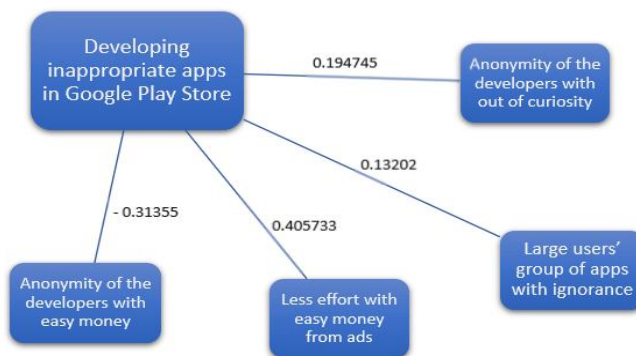 Developing
inappropriate apps
in Google Play Store
0.194745
Anonymity of the
developers with
out of curiosity
0.13202
Large users'
group of apps
with ignorance
0.405733
Less effort with
easy money
from ads
- 0.31355
Anonymity of the
developers with
easy money